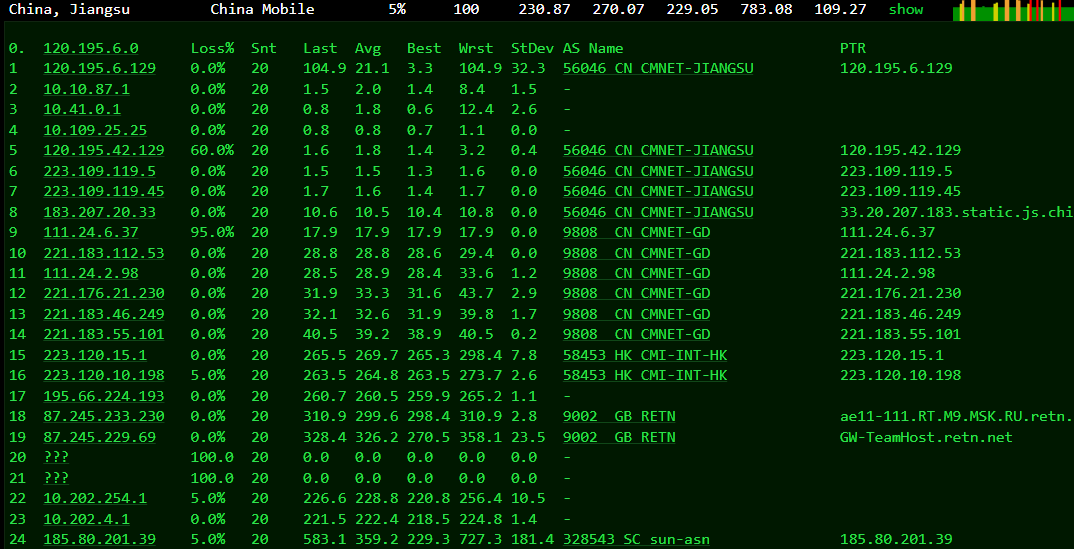 China, Jiangsu China Mobile 5% 100 230.87 270.07 229.05 783.08 109.27 show
0. 120.195.6.0 Loss% Snt Last Avg Best Wrst StDev AS Name PTR
1 120.195.6.129 0.0% 20 104.9 21.1 3.3 104.9 32.3 56046 CN CMNET-JIANGSU 120.195.6.129
2 10.10.87.1 0.0% 20 1.5 2.0 1.4 8.4 1.5 -
3 10.41.0.1 0.0% 20 0.8 1.8 0.6 12.4 2.6 -
4 10.109.25.25 0.0% 20 0.8 0.8 0.7 1.1 0.0 -
5 120.195.42.129 60.0% 20 1.6 1.8 1.4 3.2 0.4 56046 CN CMNET-JIANGSU 120.195.42.129
6 223.109.119.5 0.0% 20 1.5 1.5 1.3 1.6 0.0 56046 CN CMNET-JIANGSU 223.109.119.5
7 223.109.119.45 0.0% 20 1.7 1.6 1.4 1.7 0.0 56046 CN CMNET-JIANGSU 223.109.119.45
8 183.207.20.33 0.0% 20 10.6 10.5 10.4 10.8 0.0 56046 CN CMNET-JIANGSU 33.20.207.183.static.js.chi
9 111.24.6.37 95.0% 20 17.9 17.9 17.9 17.9 0.0 9808 CN CMNET-GD 111.24.6.37
10 221.183.112.53 0.0% 20 28.8 28.8 28.6 29.4 0.0 9808 CN CMNET-GD 221.183.112.53
11 111.24.2.98 0.0% 20 28.5 28.9 28.4 33.6 1.2 9808 CN CMNET-GD 111.24.2.98
12 221.176.21.230 0.0% 20 31.9 33.3 31.6 43.7 2.9 9808 CN CMNET-GD 221.176.21.230
13 221.183.46.249 0.0% 20 32.1 32.6 31.9 39.8 1.7 9808 CN CMNET-GD 221.183.46.249
14 221.183.55.101 0.0% 20 40.5 39.2 38.9 40.5 0.2 9808 CN CMNET-GD 221.183.55.101
15 223.120.15.1 0.0% 20 265.5 269.7 265.3 298.4 7.8 58453 HK CMI-INT-HK 223.120.15.1
16 223.120.10.198 5.0% 20 263.5 264.8 263.5 273.7 2.6 58453 HK CMI-INT-HK 223.120.10.198
17 195.66.224.193 0.0% 20 260.7 260.5 259.9 265.2 1.1 -
18 87.245.233.230 0.0% 20 310.9 299.6 298.4 310.9 2.8 9002 GB RETN ae11-111.RT.M9.MSK.RU.retn.
19 87.245.229.69 0.0% 20 328.4 326.2 270.5 358.1 23.5 9002 GB RETN GW-TeamHost.retn.net
20 ??? 100.0 20 0.0 0.0 0.0 0.0 0.0 -
21 ??? 100.0 20 0.0 0.0 0.0 0.0 0.0 -
22 10.202.254.1 5.0% 20 226.6 228.8 220.8 256.4 10.5 -
23 10.202.4.1 0.0% 20 221.5 222.4 218.5 224.8 1.4 -
24 185.80.201.39 5.0% 20 583.1 359.2 229.3 727.3 181.4 328543 SC sun-asn 185.80.201.39